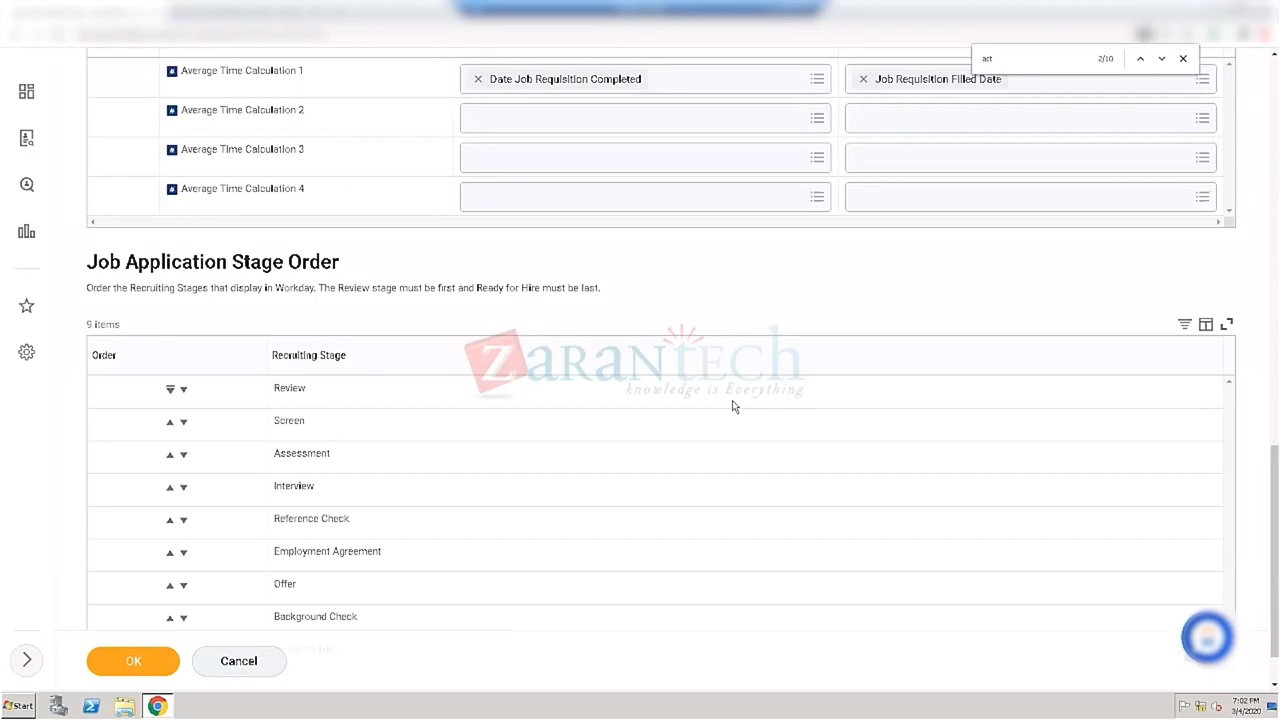 act
2/10
Average Time Calculation 1
Date Job Requisition Completed
Job Requisition Filled Date
Average Time Calculation 2
Average Time Calculation 3
Average Time Calculation 4
Job Application Stage Order
Order the Recruiting Stages that display in Workday. The Review stage must be first and Ready for Hire must be last.
9 items
Order
Recruiting Stage
ZaranTech
knowledge is Everything
Review
Screen
Assessment
Interview
Reference Check
Employment Agreement
Offer
Background Check
OK
Cancel
Start
7:02 PM
3/4/2020